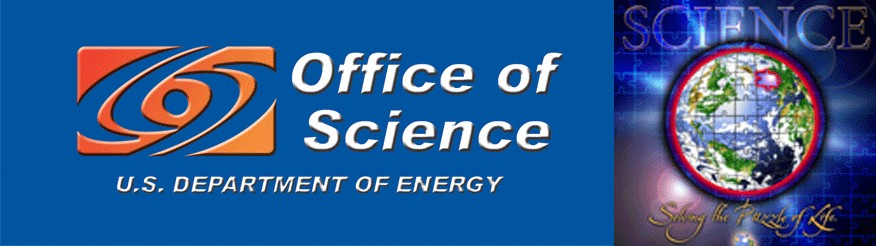 Office of
Science
U.S. DEPARTMENT OF ENERGY
SCIENCE
Solving the Puzzle of Life.